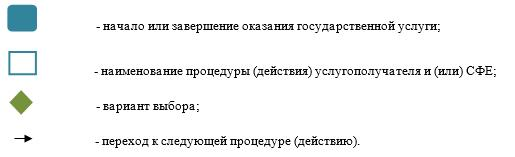 - начало или завершение оказания государственной услуги;
- наименование процедуры (действия) услугополучателя и (или) СФЕ;
- вариант выбора;
- переход к следующей процедуре (действию).